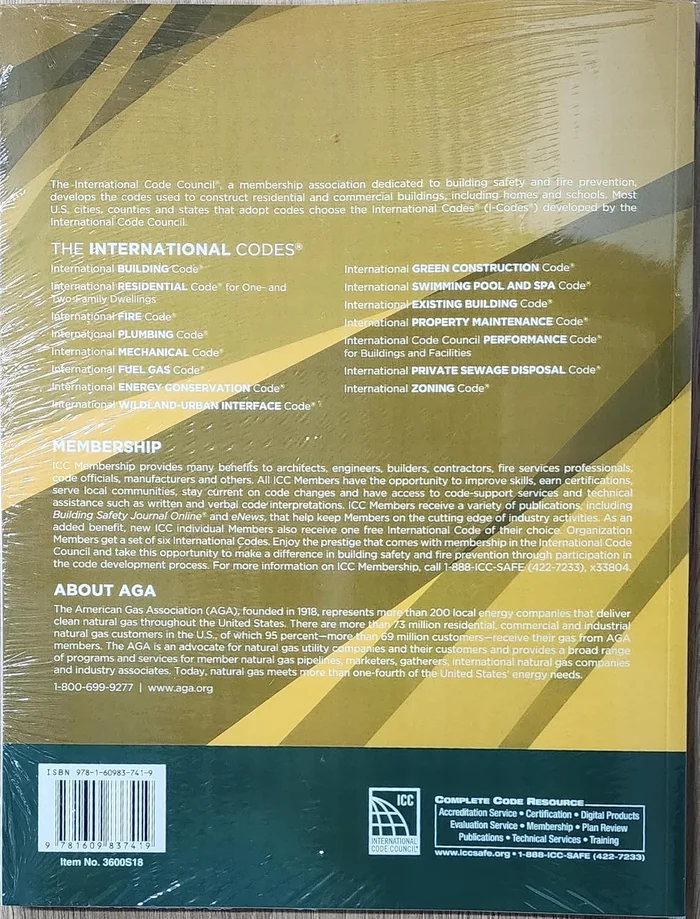 The International Code Council®, a membership association dedicated to building safety and fire prevention,
develops the codes used to construct residential and commercial buildings, including homes and schools. Most
U.S. cities, counties and states that adopt codes choose the International Codes® (I-Codes®) developed by the
International Code Council.
THE INTERNATIONAL CODES®
International BUILDING Code®
International RESIDENTIAL Code® for One- and
Two-Family Dwellings
International FIRE Code®
International PLUMBING Code®
International MECHANICAL Code®
International FUEL GAS Code®
International ENERGY CONSERVATION Code®
International WILDLAND-URBAN INTERFACE Code®
International GREEN CONSTRUCTION Code®
International SWIMMING POOL AND SPA Code®
International EXISTING BUILDING Code®
International PROPERTY MAINTENANCE Code®
International Code Council PERFORMANCE Code®
for Buildings and Facilities
International PRIVATE SEWAGE DISPOSAL Code®
International ZONING Code®
MEMBERSHIP
ICC Membership provides many benefits to architects, engineers, builders, contractors, fire services professionals,
code officials, manufacturers and others. All ICC Members have the opportunity to improve skills, earn certifications,
serve local communities, stay current on code changes and have access to code-support services and technical
assistance such as written and verbal code interpretations. ICC Members receive a variety of publications, including
Building Safety Journal Online® and eNews, that help keep Members on the cutting edge of industry activities. As an
added benefit, new ICC individual Members also receive one free International Code of their choice. Organization
Members get a set of six International Codes. Enjoy the prestige that comes with membership in the International Code
Council and take this opportunity to make a difference in building safety and fire prevention through participation in
the code development process. For more information on ICC Membership, call 1-888-ICC-SAFE (422-7233), x33804.
ABOUT AGA
The American Gas Association (AGA), founded in 1918, represents more than 200 local energy companies that deliver
clean natural gas throughout the United States. There are more than 73 million residential, commercial and industrial
natural gas customers in the U.S., of which 95 percent—more than 69 million customers—receive their gas from AGA
members. The AGA is an advocate for natural gas utility companies and their customers and provides a broad range
of programs and services for member natural gas pipelines, marketers, gatherers, international natural gas companies
and industry associates. Today, natural gas meets more than one-fourth of the United States' energy needs.
1-800-699-9277 | www.aga.org
ISBN 978-1-60983-741-9
9 781609 837419
Item No. 3600S18
ICC
INTERNATIONAL
CODE COUNCIL®
COMPLETE CODE RESOURCE
Accreditation Service • Certification • Digital Products
Evaluation Service • Membership • Plan Review
Publications • Technical Services • Training
www.iccsafe.org • 1-888-ICC-SAFE (422-7233)